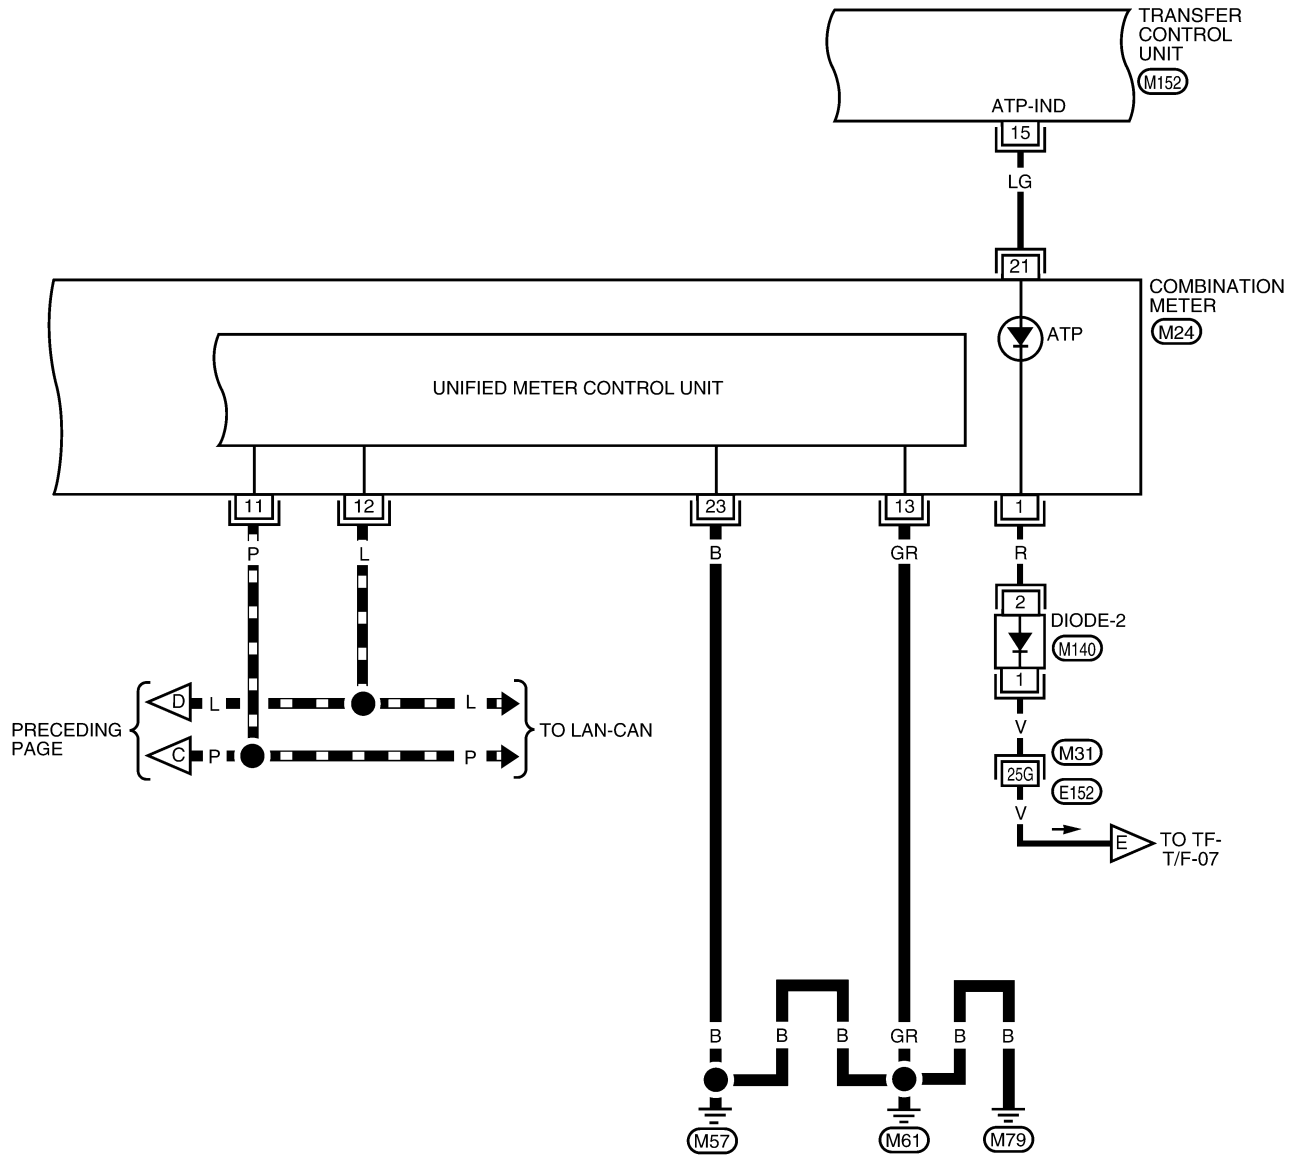 TRANSFER
CONTROL
UNIT
M152
ATP-IND
15
LG
21
COMBINATION
METER
M24
ATP
UNIFIED METER CONTROL UNIT
11
12
23
13
1
P
L
B
GR
R
2
DIODE-2
M140
1
D
L
L
V
PRECEDING
PAGE
TO LAN-CAN
C
P
P
M31
25G
E152
V
E
TO TF-
T/F-07
B
B
B
GR
B
B
M57
M61
M79